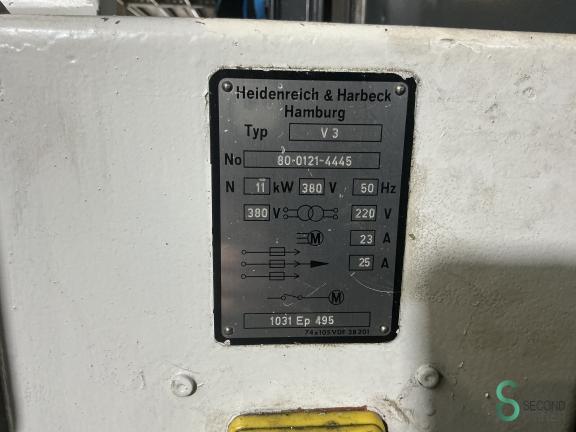 Heidenreich & Harbeck
Hamburg
Typ V 3
No 80-0121-4445
N 11 kW 380 V 50 Hz
380 V 220 V
M 23 A
25 A
M
1031 Ep 495
74x105 VDF 38 201
S SECOND